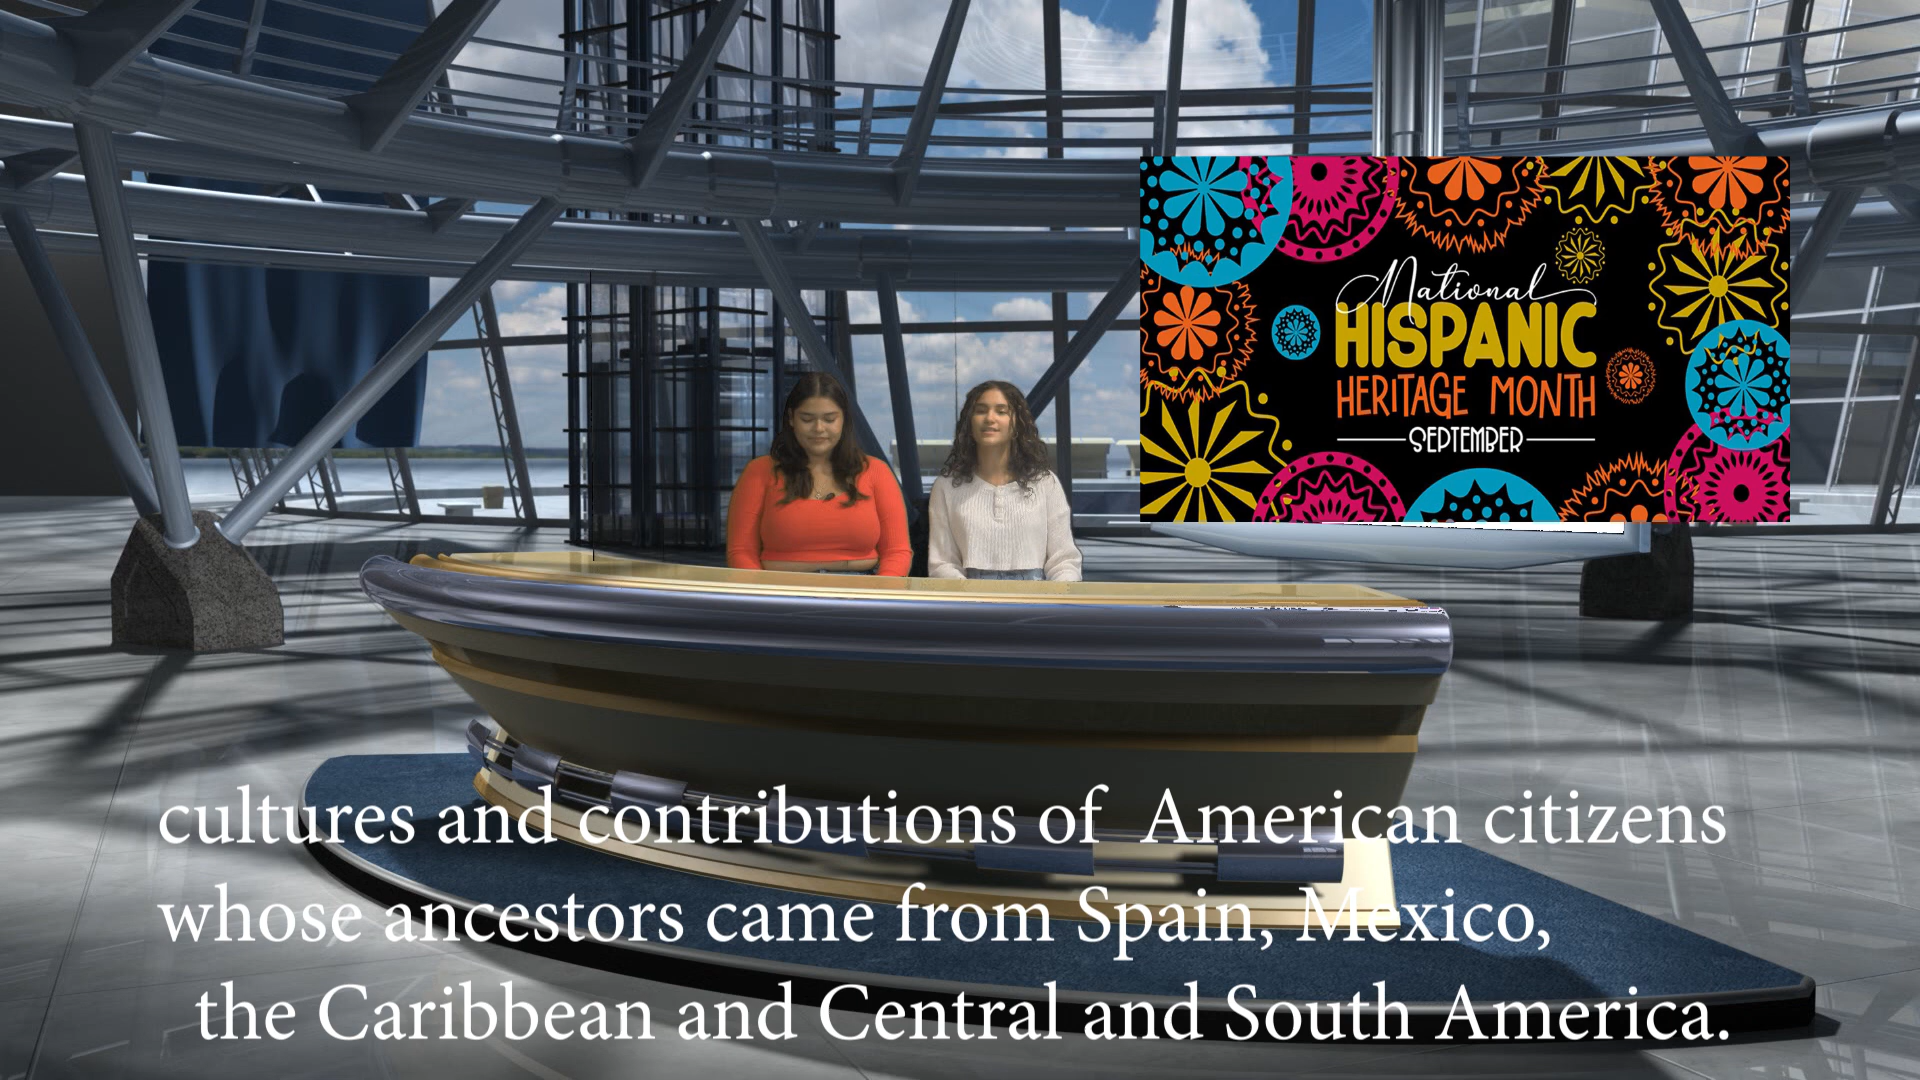 National
HISPANIC
HERITAGE MONTH
SEPTEMBER
cultures and contributions of American citizens
whose ancestors came from Spain, Mexico,
the Caribbean and Central and South America.